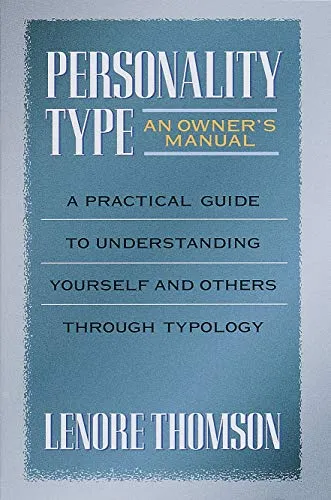 PERSONALITY
TYPE AN OWNER'S
MANUAL
A PRACTICAL GUIDE
TO UNDERSTANDING
YOURSELF AND OTHERS
THROUGH TYPOLOGY
LENORE THOMSON